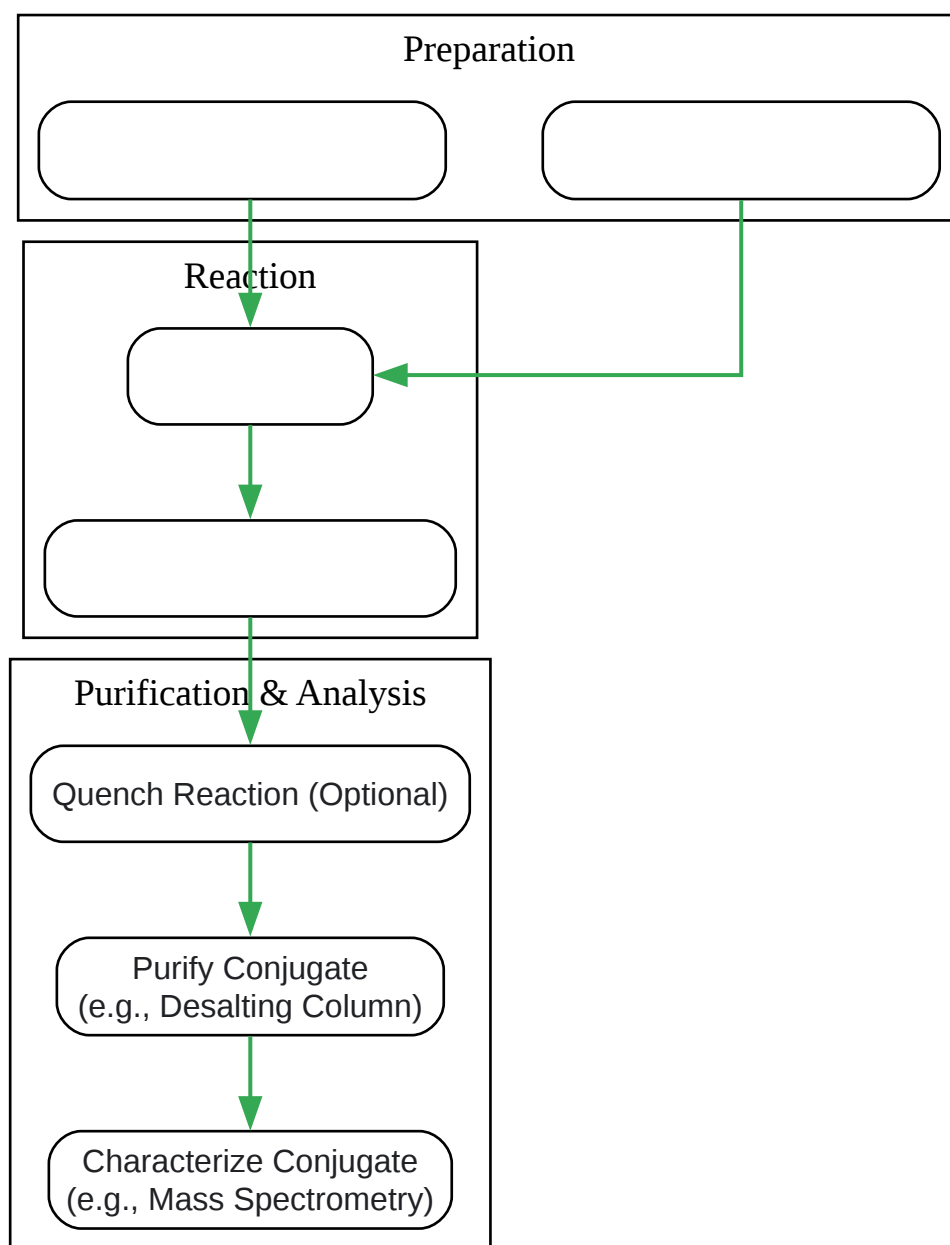 Preparation
Reaction
Purification & Analysis
Quench Reaction (Optional)
Purify Conjugate
(e.g., Desalting Column)
Characterize Conjugate
(e.g., Mass Spectrometry)